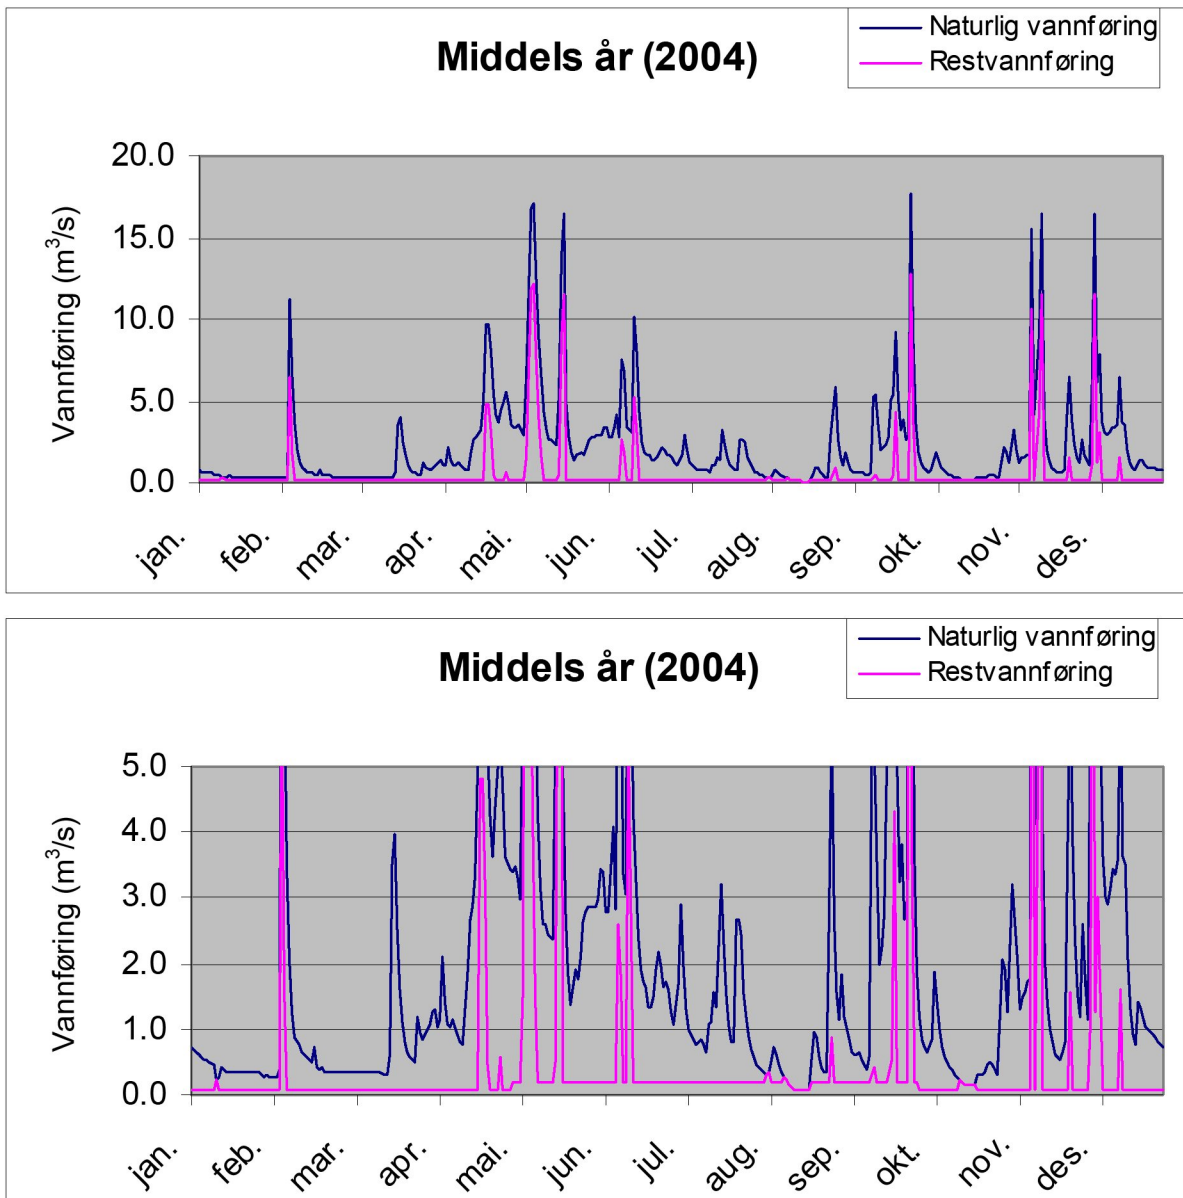 Middels år (2004)
Naturlig vannføring
Restvannføring
Vannføring (m³/s)
20.0
15.0
10.0
5.0
0.0
jan. feb. mar. apr. mai. jun. jul. aug. sep. okt. nov. des.
Middels år (2004)
Naturlig vannføring
Restvannføring
Vannføring (m³/s)
5.0
4.0
3.0
2.0
1.0
0.0
jan. feb. mar. apr. mai. jun. jul. aug. sep. okt. nov. des.